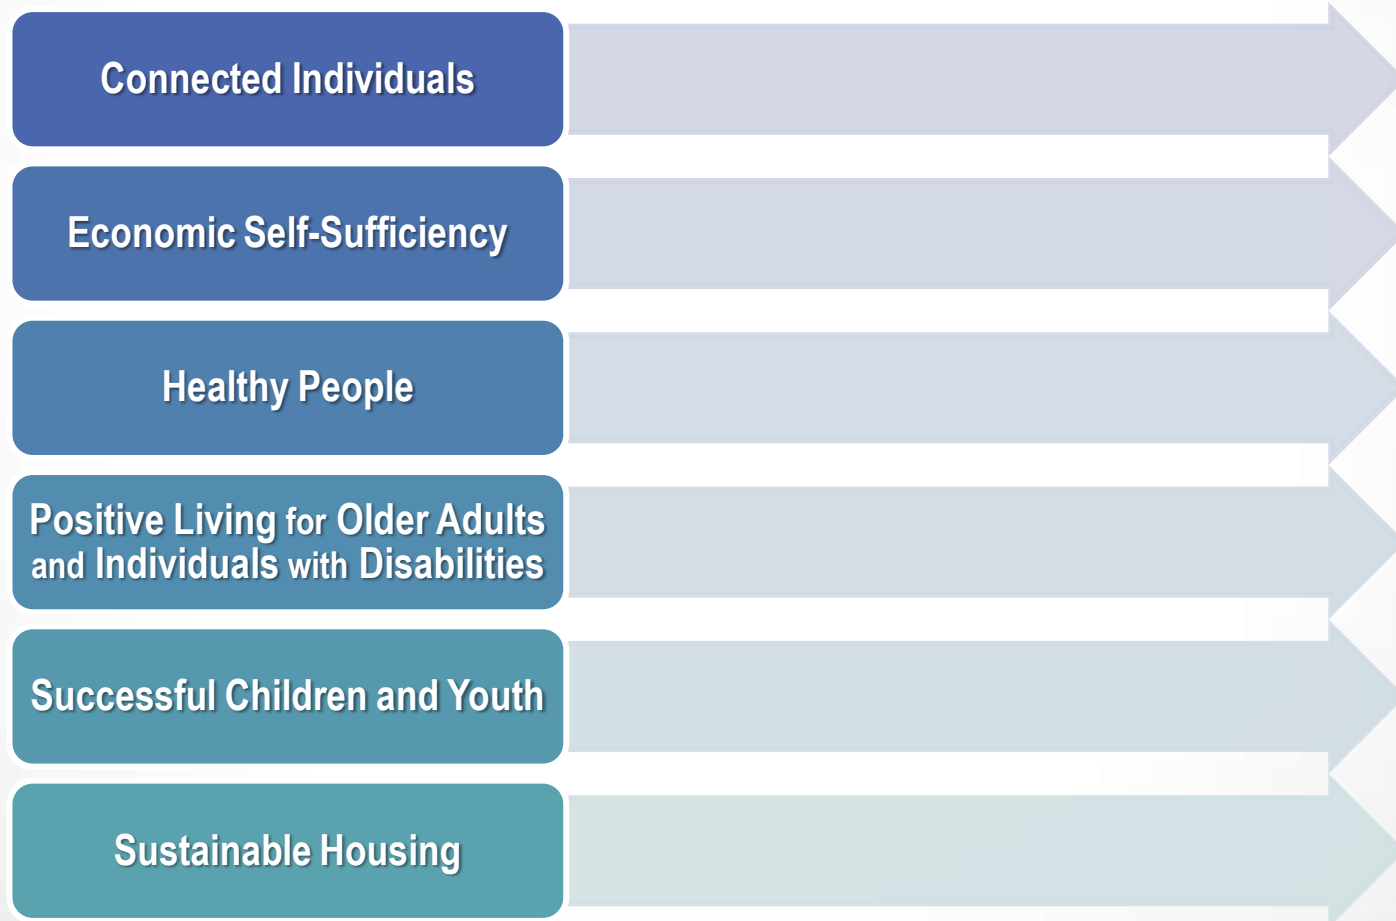 Connected Individuals
Economic Self-Sufficiency
Healthy People
Positive Living for Older Adults
and Individuals with Disabilities
Successful Children and Youth
Sustainable Housing